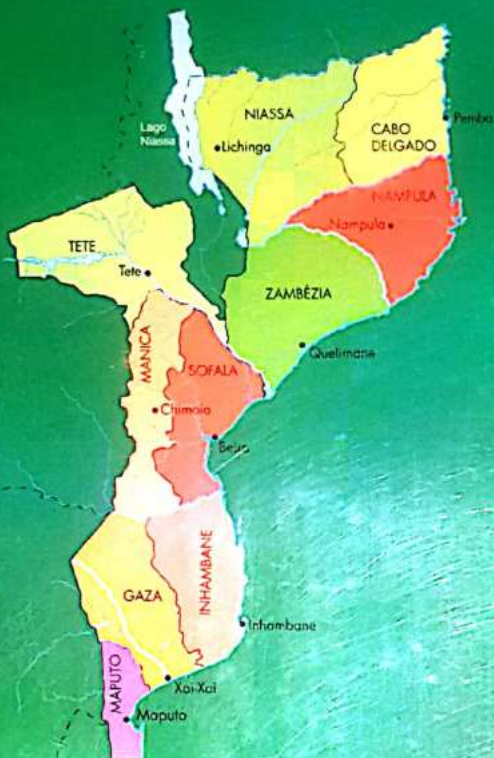 NIASSA
CABO
DELGADO
Pemba
Lago
Niassa
Lichinga
NAMPULA
Nampula
TETE
Tete
ZAMBÉZIA
Quelimane
MANICA
SOFALA
Chimoio
Beira
GAZA
INHAMBANE
Inhambane
Xai-Xai
MAPUTO
Maputo